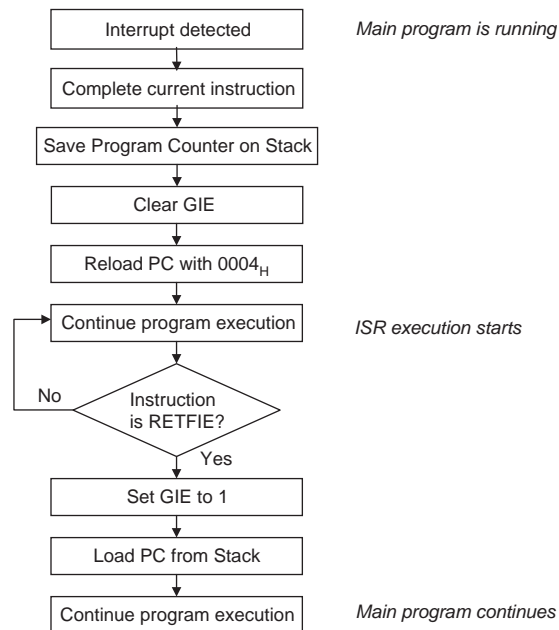 Interrupt detected
Main program is running
Complete current instruction
Save Program Counter on Stack
Clear GIE
Reload PC with 0004H
Continue program execution
ISR execution starts
No
Instruction
is RETFIE?
Yes
Set GIE to 1
Load PC from Stack
Continue program execution
Main program continues